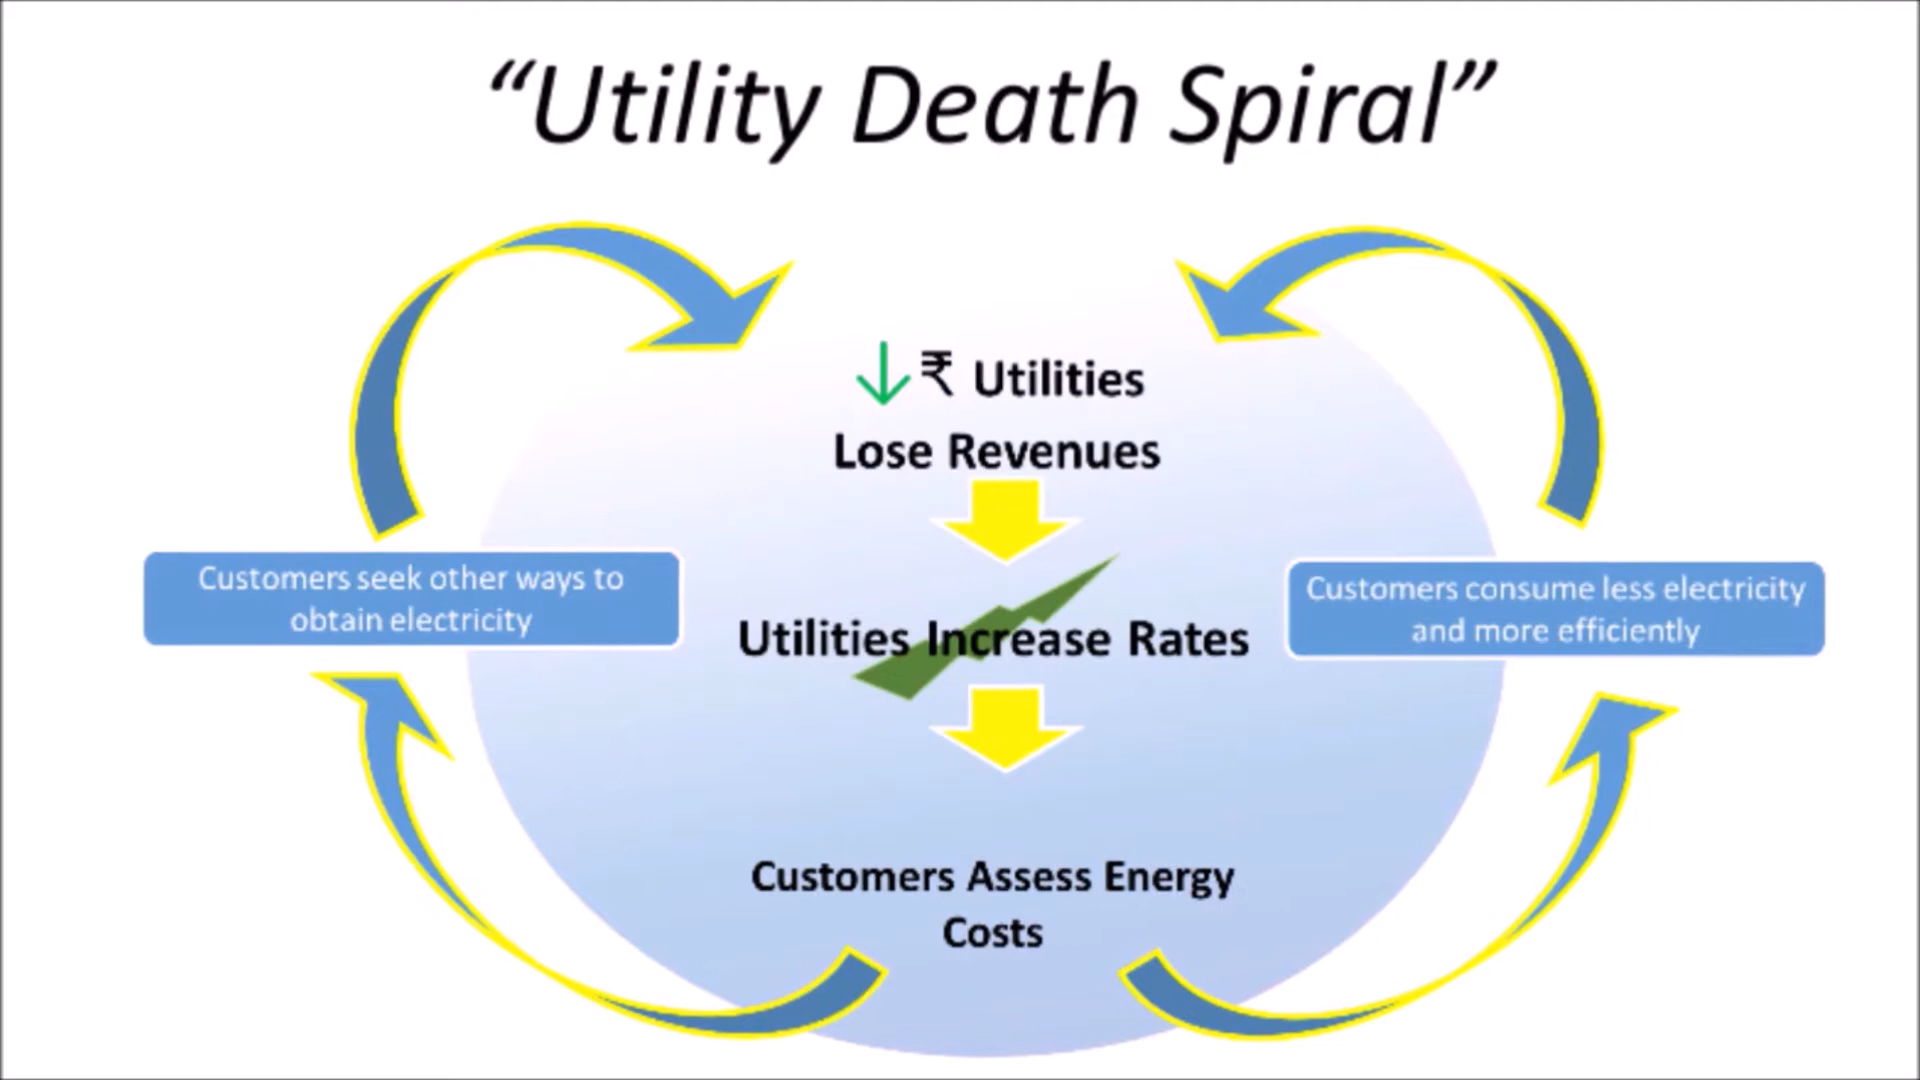 “Utility Death Spiral”
₹ Utilities
Lose Revenues
Customers seek other ways to
obtain electricity
Utilities Increase Rates
Customers consume less electricity
and more efficiently
Customers Assess Energy
Costs